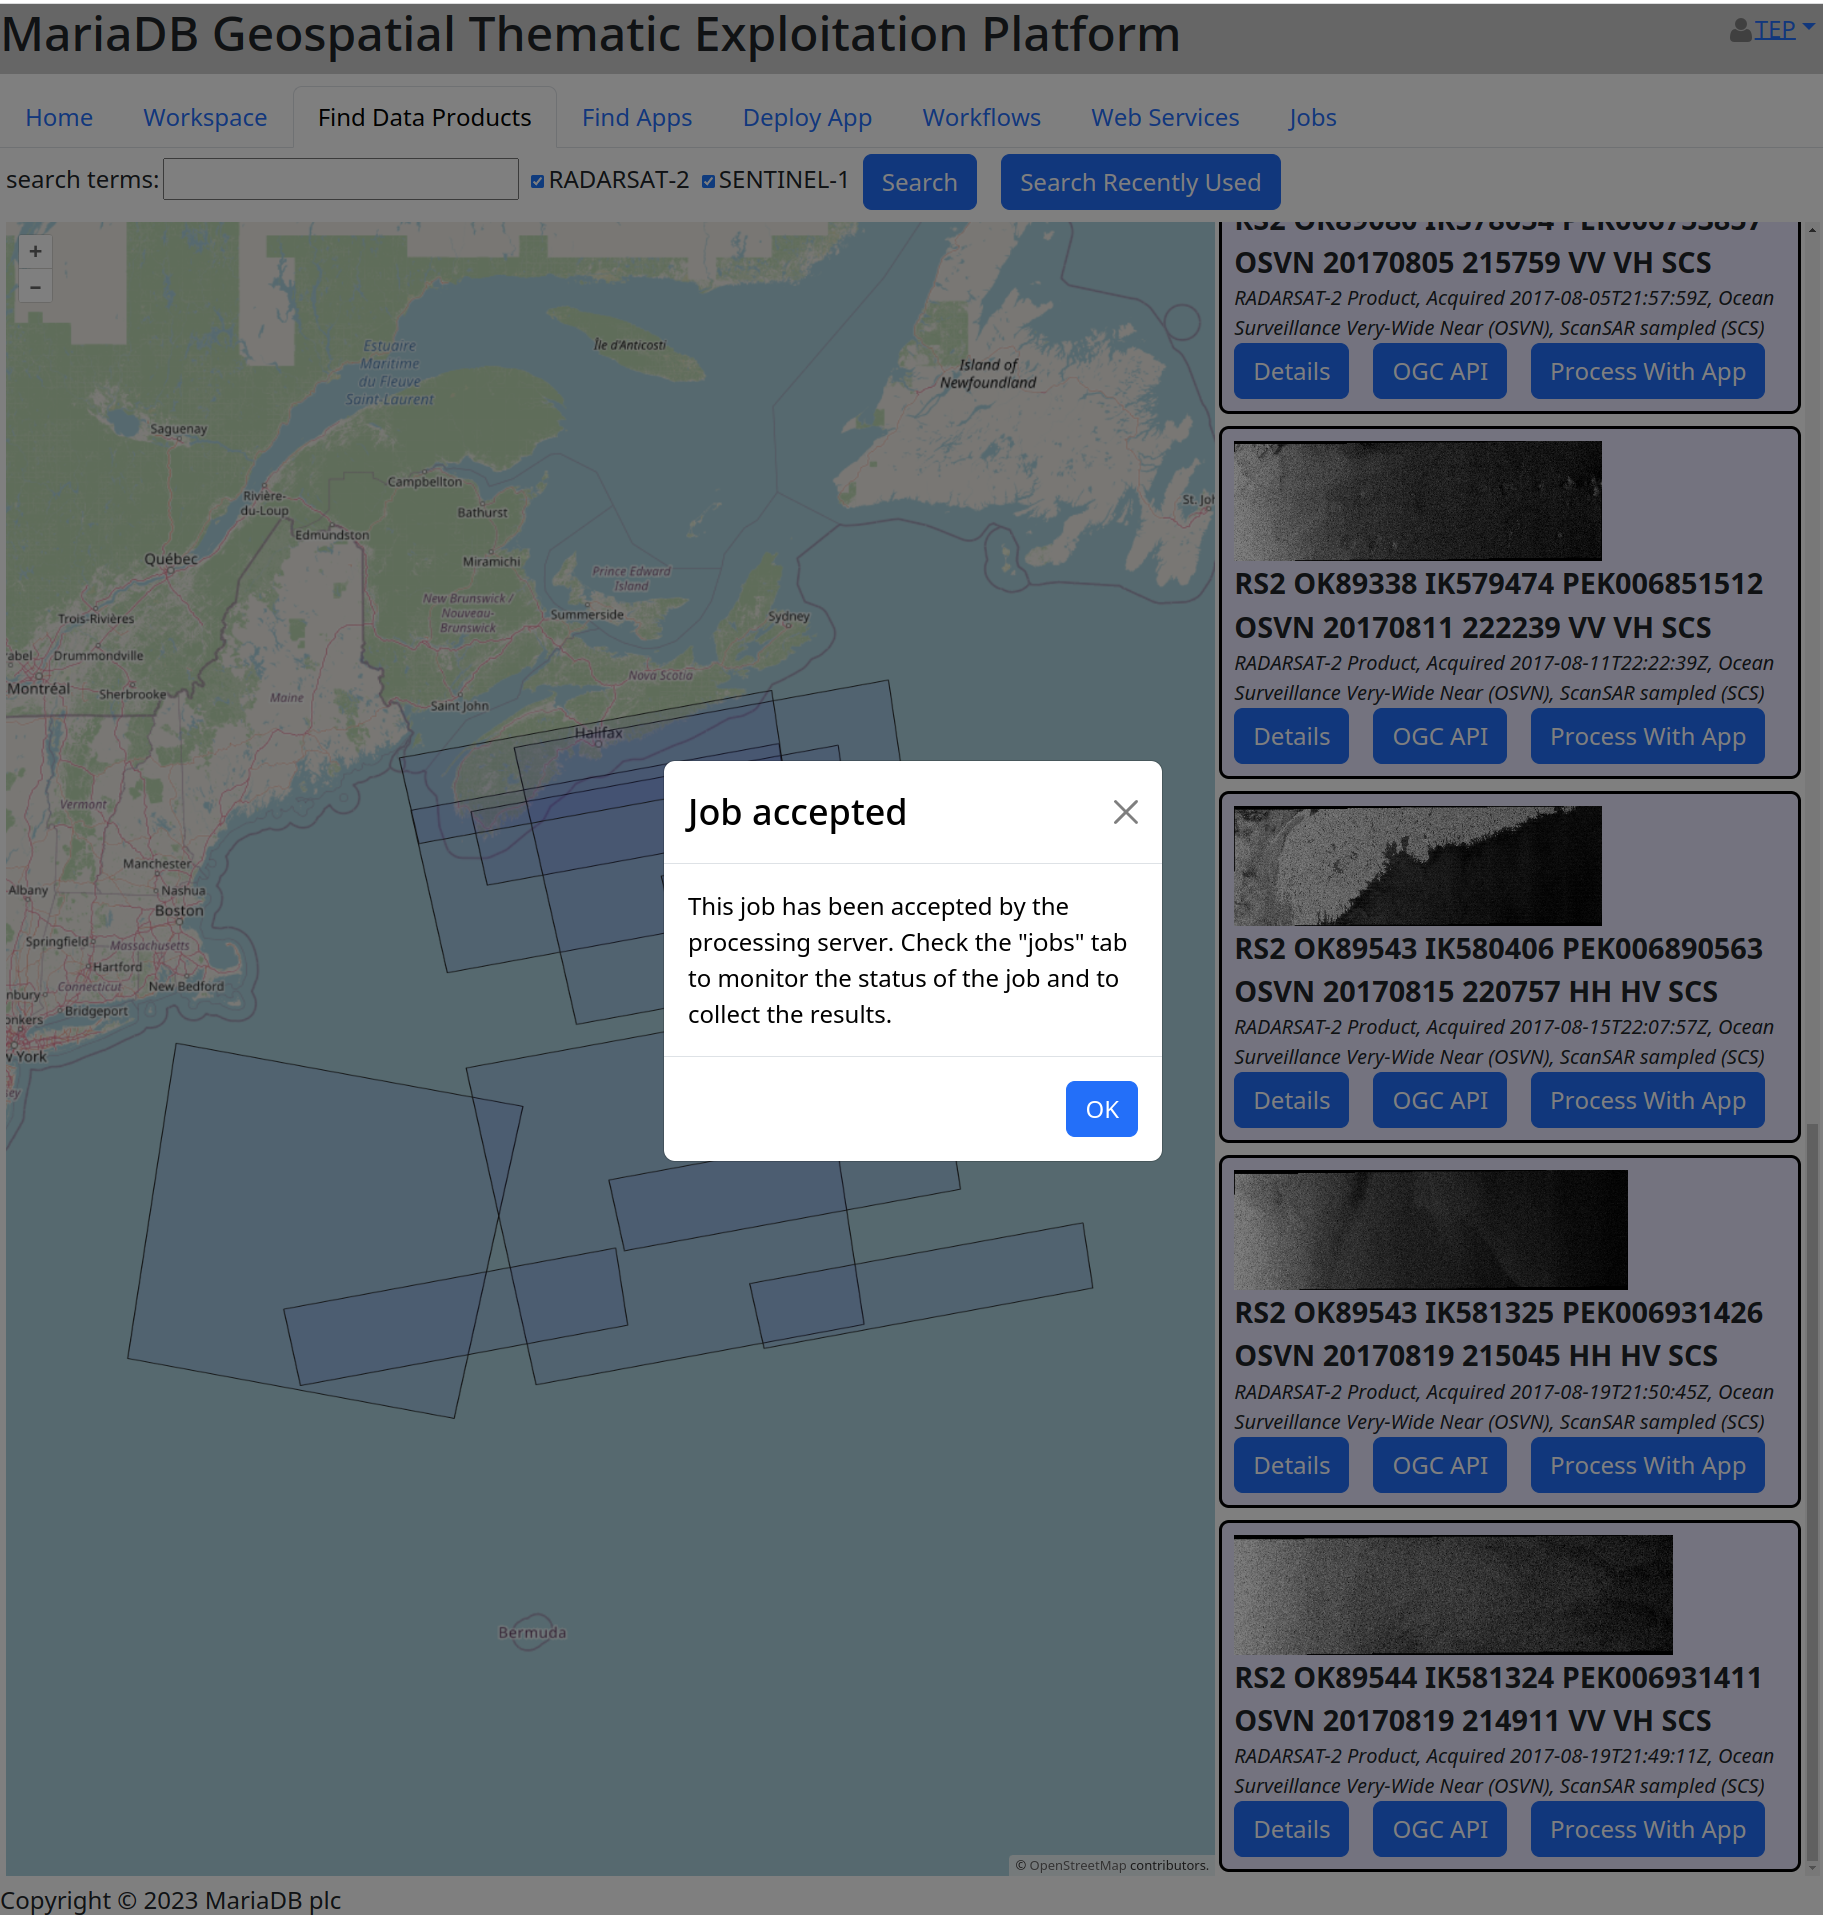 MariaDB Geospatial Thematic Exploitation Platform
TEP
Home Workspace Find Data Products Find Apps Deploy App Workflows Web Services Jobs
search terms: RADARSAT-2 SENTINEL-1 Search Search Recently Used
+
−
Estuaire
Maritime
du Fleuve
Saint-Laurent
Île d'Anticosti
Island of
Newfoundland
Saguenay
Rivière-
du-Loup
Campbellton
Bathurst
St. Joh
Edmundston
Québec
Miramichi
Prince Edward
Island
New Brunswick /
Nouveau-
Brunswick
Summerside
Sydney
Trois-Rivières
abel
Drummondville
Montréal
Sherbrooke
Maine
Nova Scotia
Saint John
Halifax
Vermont
Manchester
Albany
Nashua
Boston
Springfield
Massachusetts
Hartford
Connecticut
New Bedford
nbury
Bridgeport
onkers
w York
sey
Bermuda
© OpenStreetMap contributors.
RS2 OK89080 IK578034 PEK006753837
OSVN 20170805 215759 VV VH SCS
RADARSAT-2 Product, Acquired 2017-08-05T21:57:59Z, Ocean
Surveillance Very-Wide Near (OSVN), ScanSAR sampled (SCS)
Details OGC API Process With App
RS2 OK89338 IK579474 PEK006851512
OSVN 20170811 222239 VV VH SCS
RADARSAT-2 Product, Acquired 2017-08-11T22:22:39Z, Ocean
Surveillance Very-Wide Near (OSVN), ScanSAR sampled (SCS)
Details OGC API Process With App
RS2 OK89543 IK580406 PEK006890563
OSVN 20170815 220757 HH HV SCS
RADARSAT-2 Product, Acquired 2017-08-15T22:07:57Z, Ocean
Surveillance Very-Wide Near (OSVN), ScanSAR sampled (SCS)
Details OGC API Process With App
RS2 OK89543 IK581325 PEK006931426
OSVN 20170819 215045 HH HV SCS
RADARSAT-2 Product, Acquired 2017-08-19T21:50:45Z, Ocean
Surveillance Very-Wide Near (OSVN), ScanSAR sampled (SCS)
Details OGC API Process With App
RS2 OK89544 IK581324 PEK006931411
OSVN 20170819 214911 VV VH SCS
RADARSAT-2 Product, Acquired 2017-08-19T21:49:11Z, Ocean
Surveillance Very-Wide Near (OSVN), ScanSAR sampled (SCS)
Details OGC API Process With App
Job accepted
This job has been accepted by the
processing server. Check the "jobs" tab
to monitor the status of the job and to
collect the results.
OK
Copyright © 2023 MariaDB plc